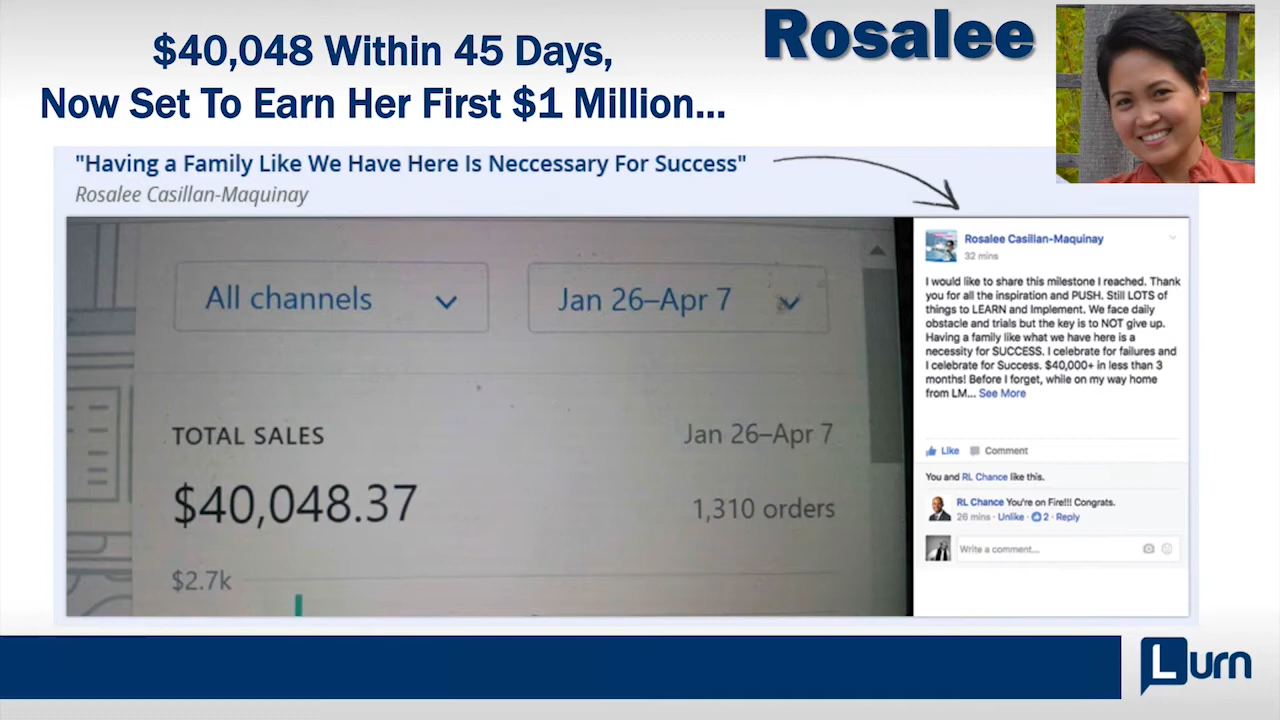 $40,048 Within 45 Days,
Now Set To Earn Her First $1 Million...
Rosalee
"Having a Family Like We Have Here Is Neccessary For Success"
Rosalee Casillan-Maquinay
All channels
Jan 26–Apr 7
TOTAL SALES
Jan 26–Apr 7
$40,048.37
1,310 orders
$2.7k
Rosalee Casillan-Maquinay
32 mins
I would like to share this milestone I reached. Thank
you for all the inspiration and PUSH. Still LOTS of
things to LEARN and Implement. We face daily
obstacle and trials but the key is to NOT give up.
Having a family like what we have here is a
necessity for SUCCESS. I celebrate for failures and
I celebrate for Success. $40,000+ in less than 3
months! Before I forget, while on my way home
from LM... See More
Like Comment
You and RL Chance like this.
RL Chance You're on Fire!!! Congrats.
26 mins · Unlike · 2 · Reply
Write a comment...
Lurn